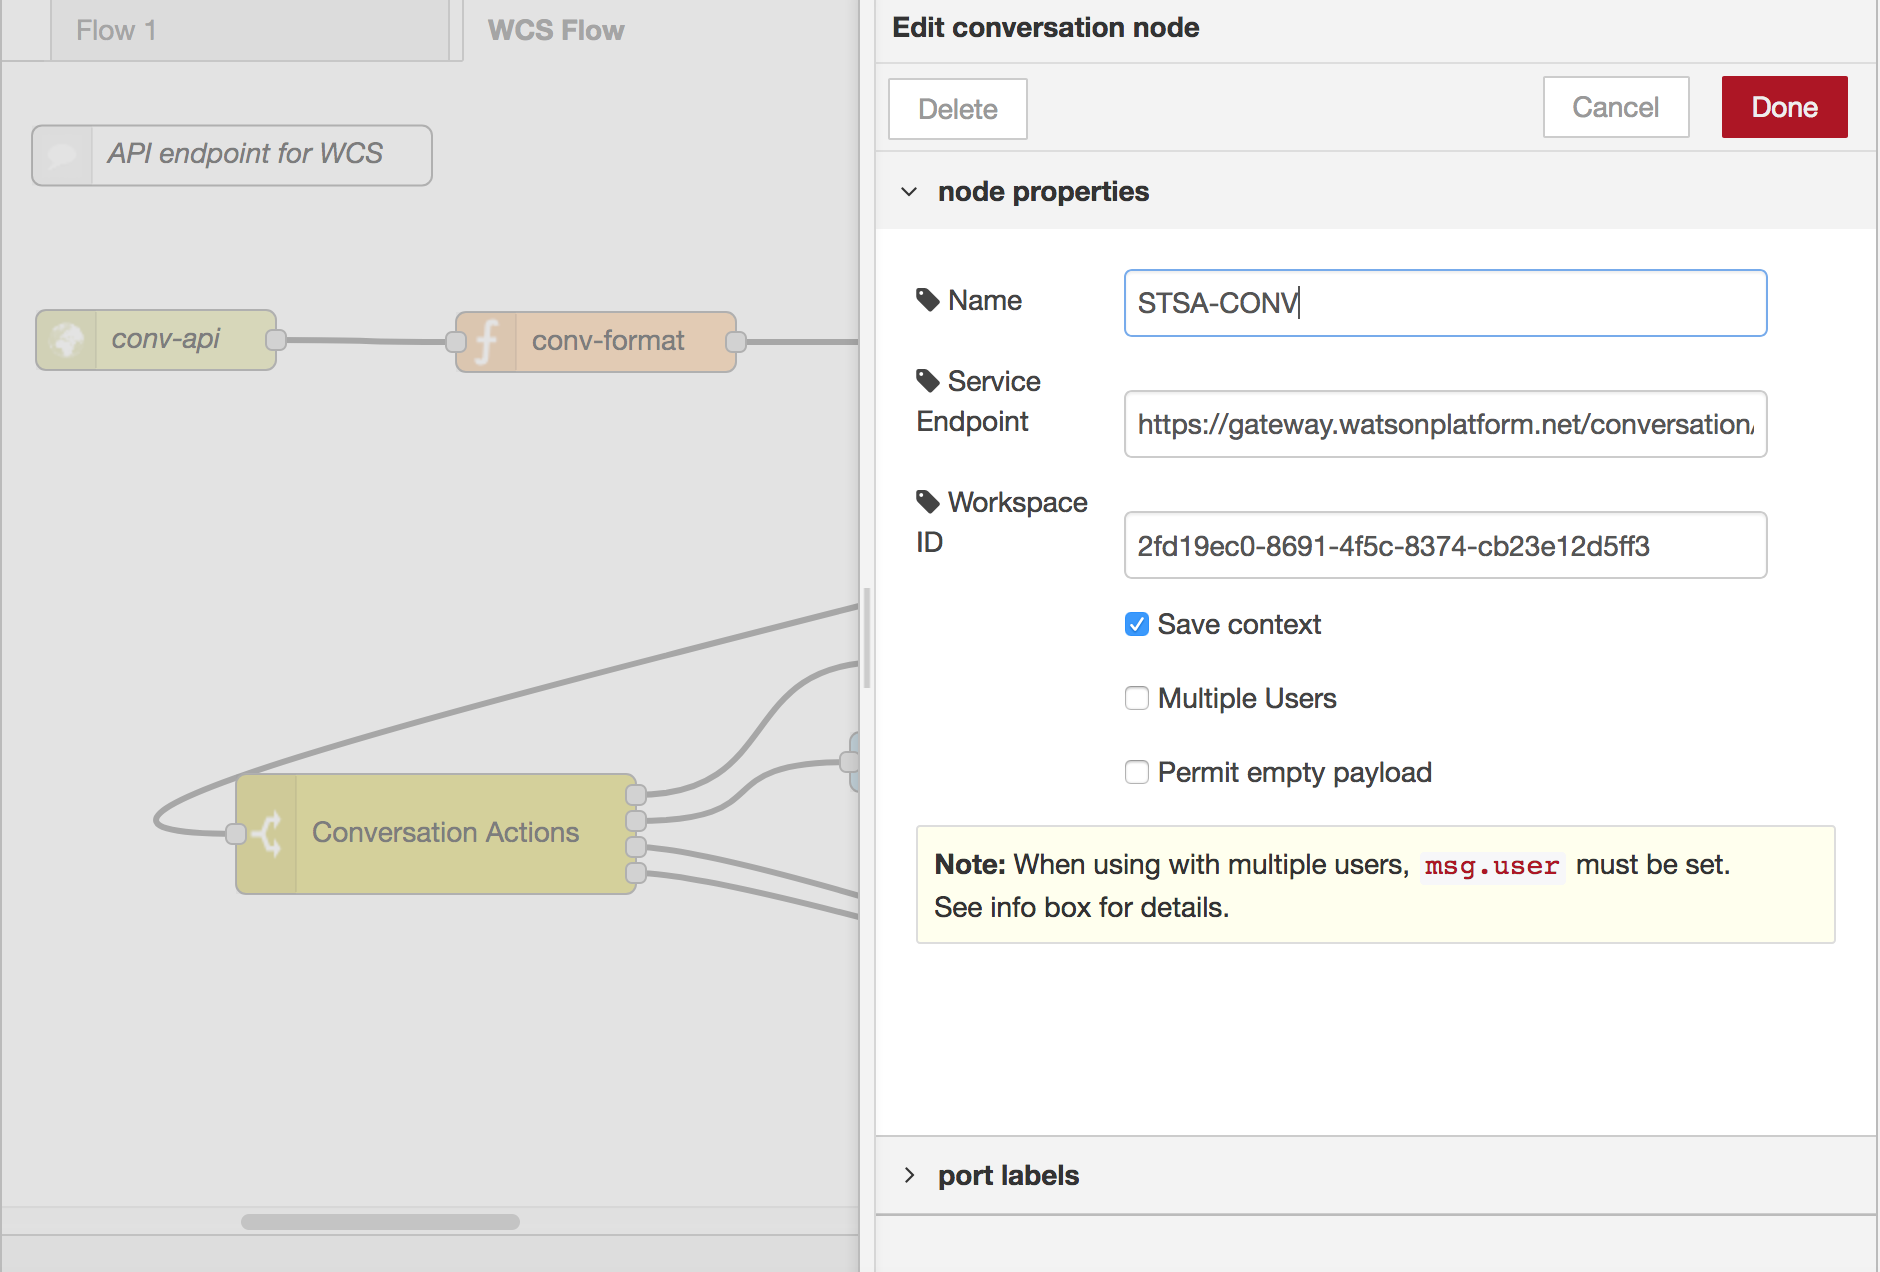 Flow 1
WCS Flow
API endpoint for WCS
conv-api
conv-format
Conversation Actions
Edit conversation node
Delete
Cancel
Done
node properties
Name
STSA-CONV
Service
Endpoint
https://gateway.watsonplatform.net/conversation/
Workspace
ID
2fd19ec0-8691-4f5c-8374-cb23e12d5ff3
Save context
Multiple Users
Permit empty payload
Note: When using with multiple users, msg.user must be set.
See info box for details.
port labels